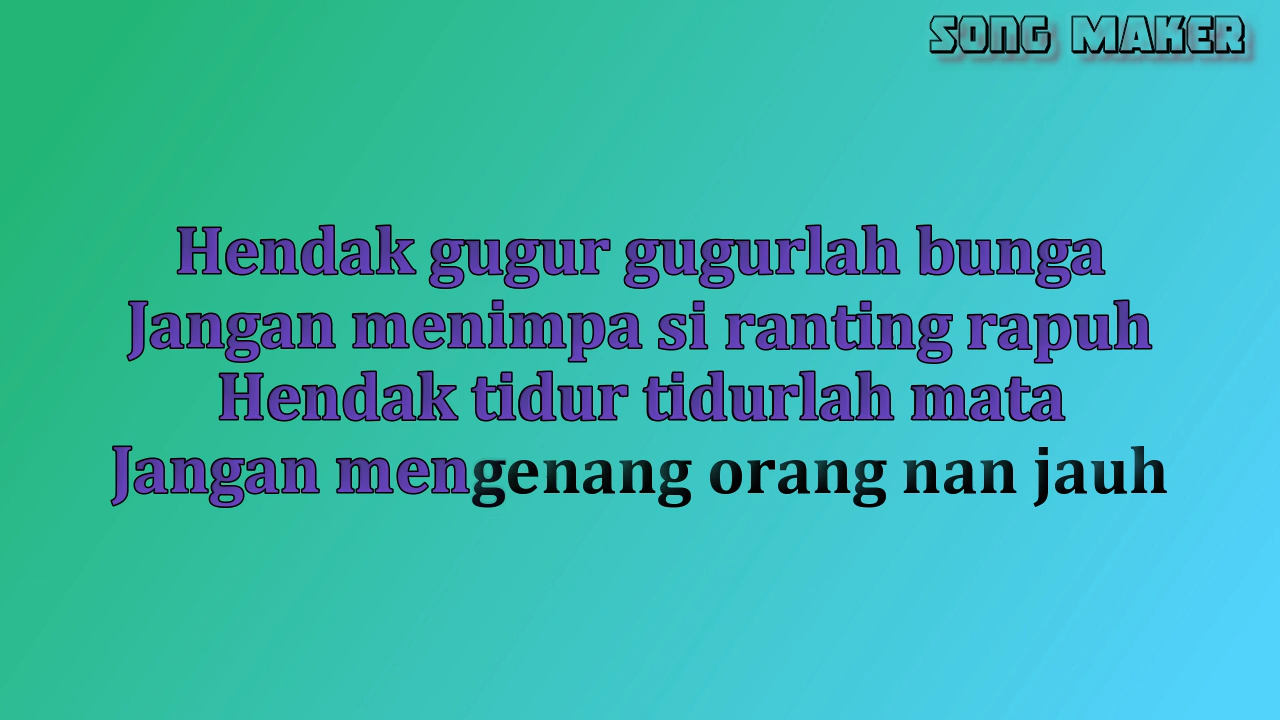 SONG MAKER
Hendak gugur gugurlah bunga
Jangan menimpa si ranting rapuh
Hendak tidur tidurlah mata
Jangan mengenang orang nan jauh